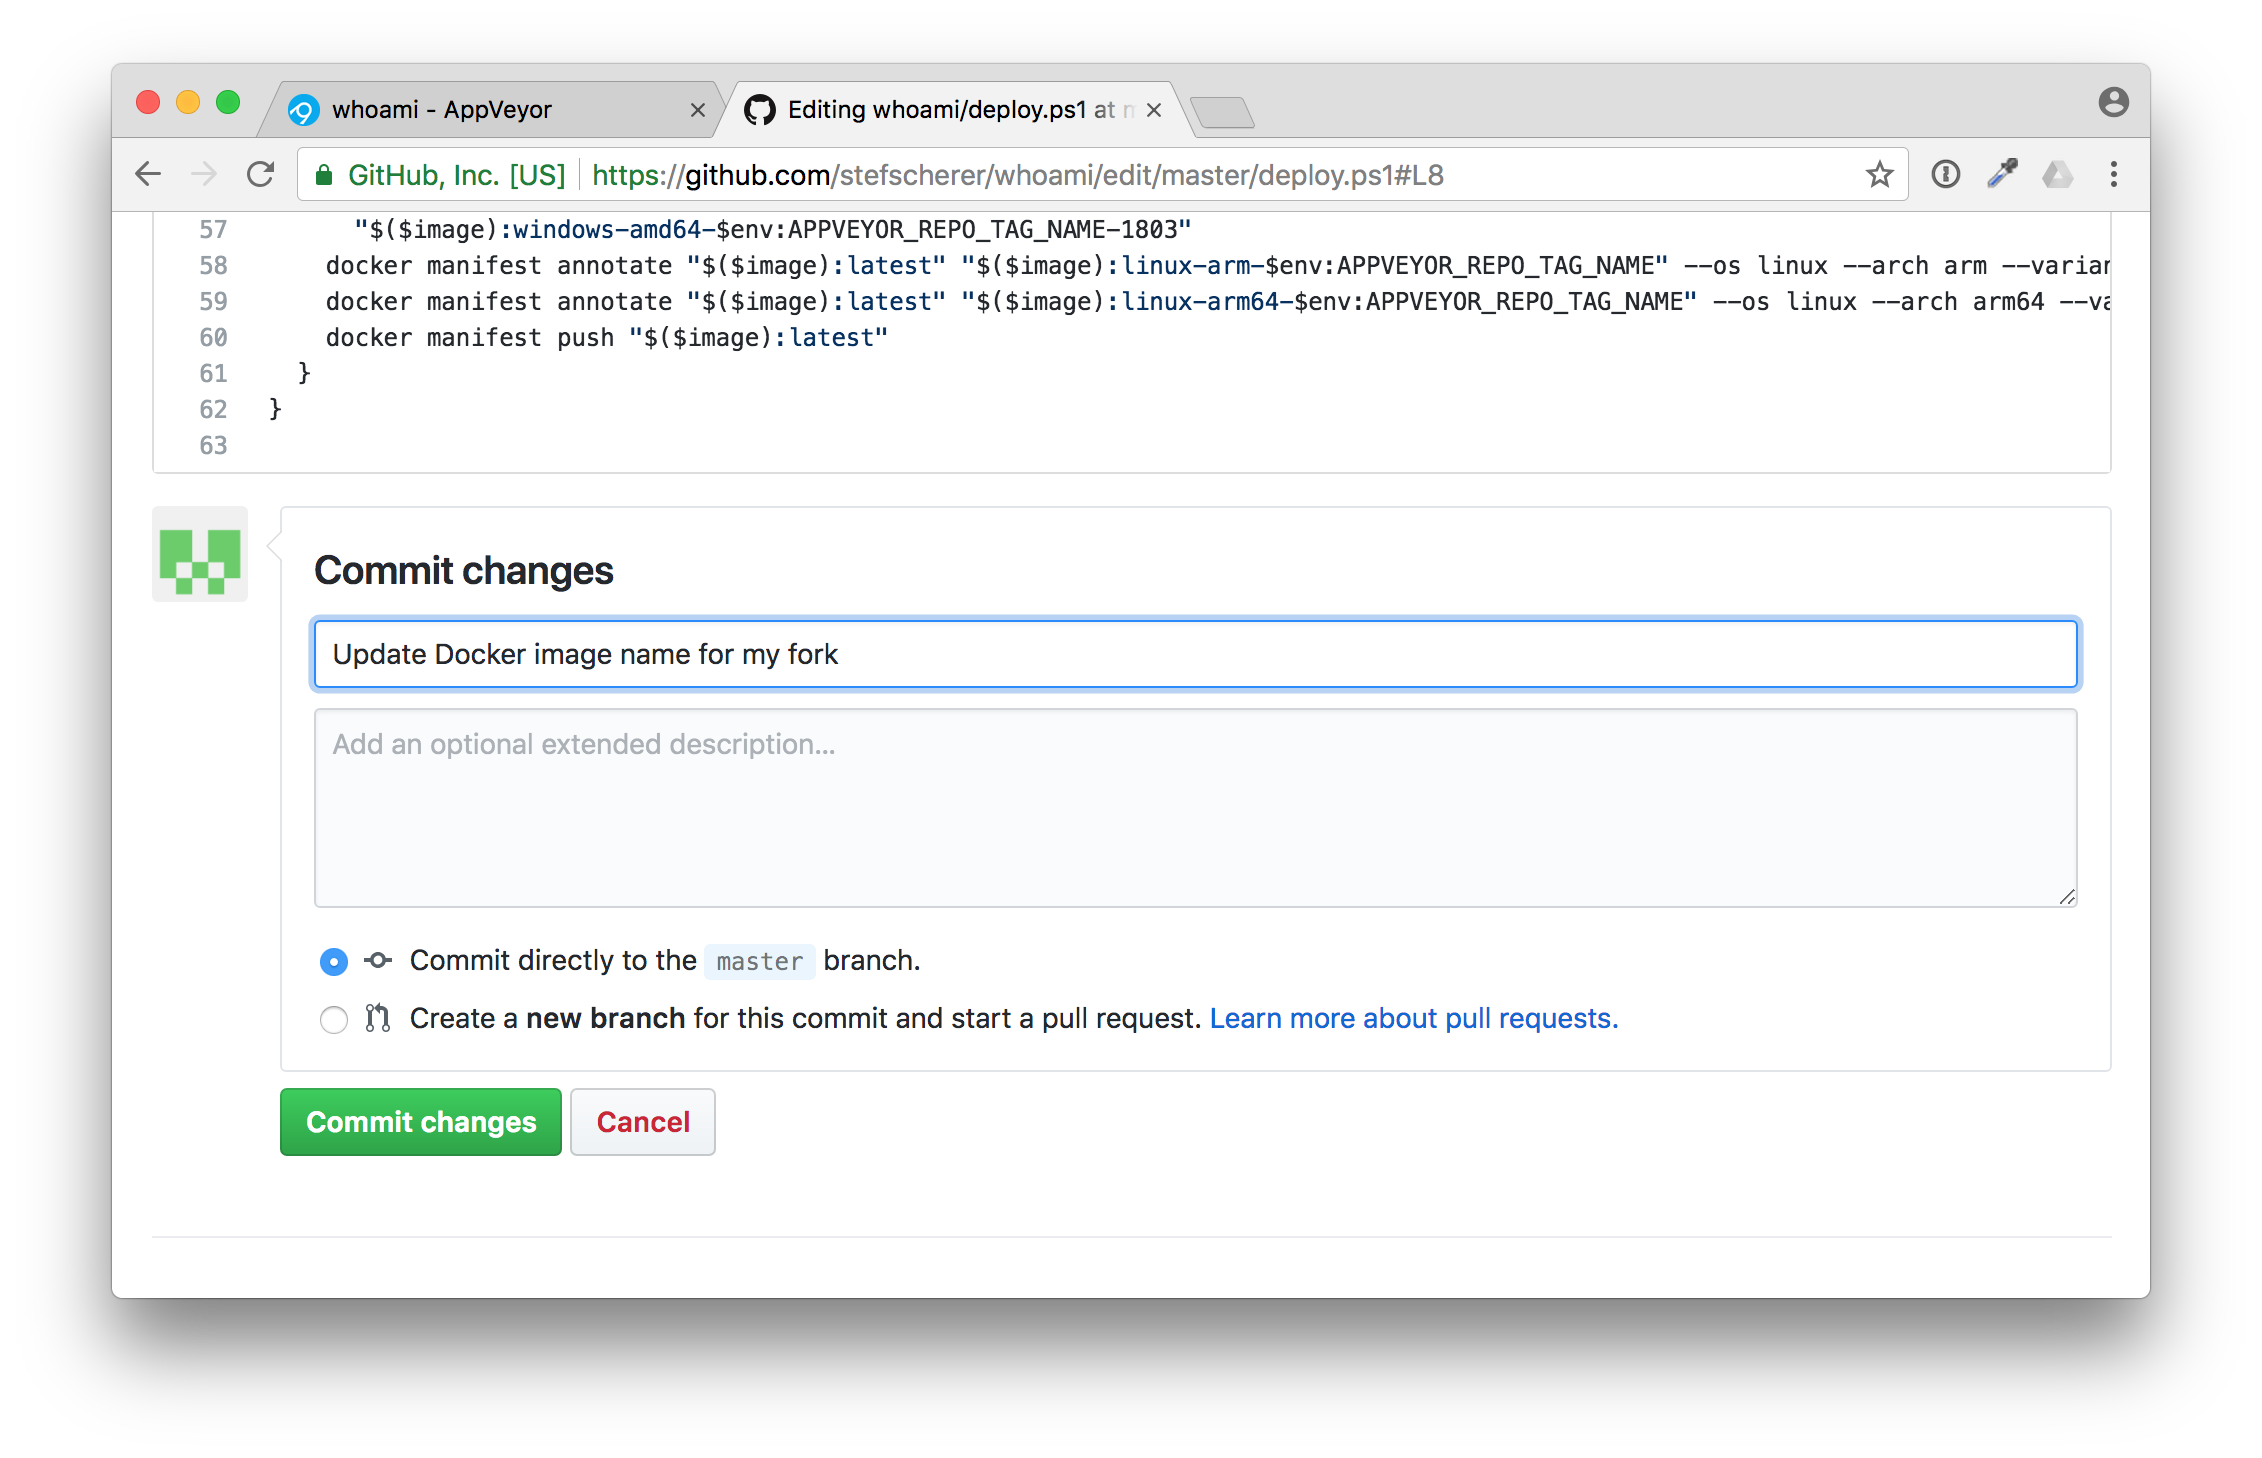 whoami - AppVeyor
Editing whoami/deploy.ps1 at
GitHub, Inc. [US] https://github.com/stefscherer/whoami/edit/master/deploy.ps1#L8
57 "$($image):windows-amd64-$env:APPVEYOR_REPO_TAG_NAME-1803"
58 docker manifest annotate "$($image):latest" "$($image):linux-arm-$env:APPVEYOR_REPO_TAG_NAME" --os linux --arch arm --varian
59 docker manifest annotate "$($image):latest" "$($image):linux-arm64-$env:APPVEYOR_REPO_TAG_NAME" --os linux --arch arm64 --va
60 docker manifest push "$($image):latest"
61 }
62 }
63
Commit changes
Update Docker image name for my fork
Add an optional extended description...
Commit directly to the master branch.
Create a new branch for this commit and start a pull request. Learn more about pull requests.
Commit changes
Cancel